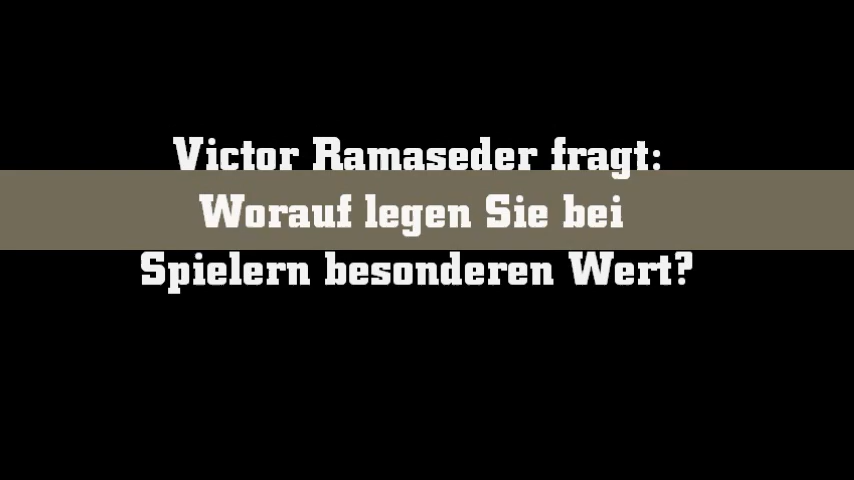 Victor Ramaseder fragt:
Worauf legen Sie bei
Spielern besonderen Wert?